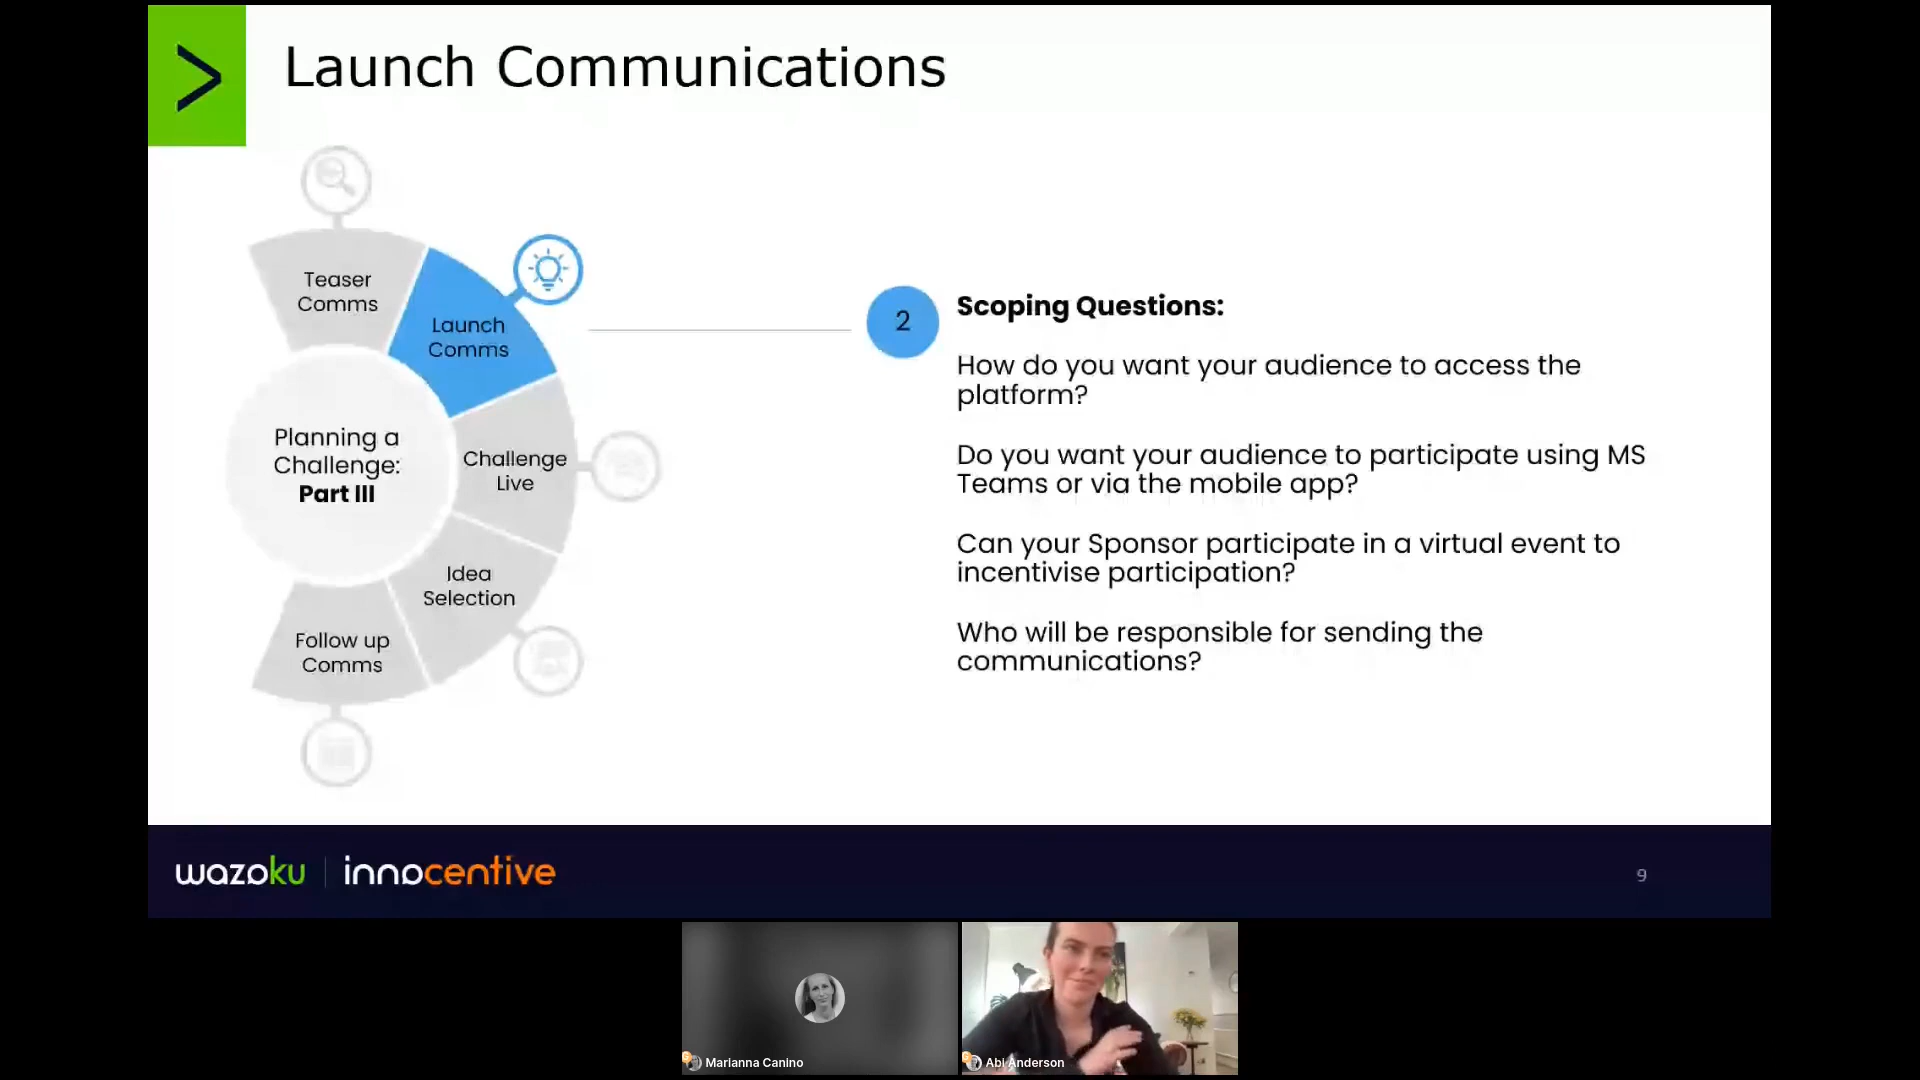 Launch Communications
Teaser
Comms
Launch
Comms
Planning a
Challenge:
Part III
Challenge
Live
Idea
Selection
Follow up
Comms
2
Scoping Questions:
How do you want your audience to access the
platform?
Do you want your audience to participate using MS
Teams or via the mobile app?
Can your Sponsor participate in a virtual event to
incentivise participation?
Who will be responsible for sending the
communications?
wazoku | innocentive
9
Marianna Canino
Abi Anderson